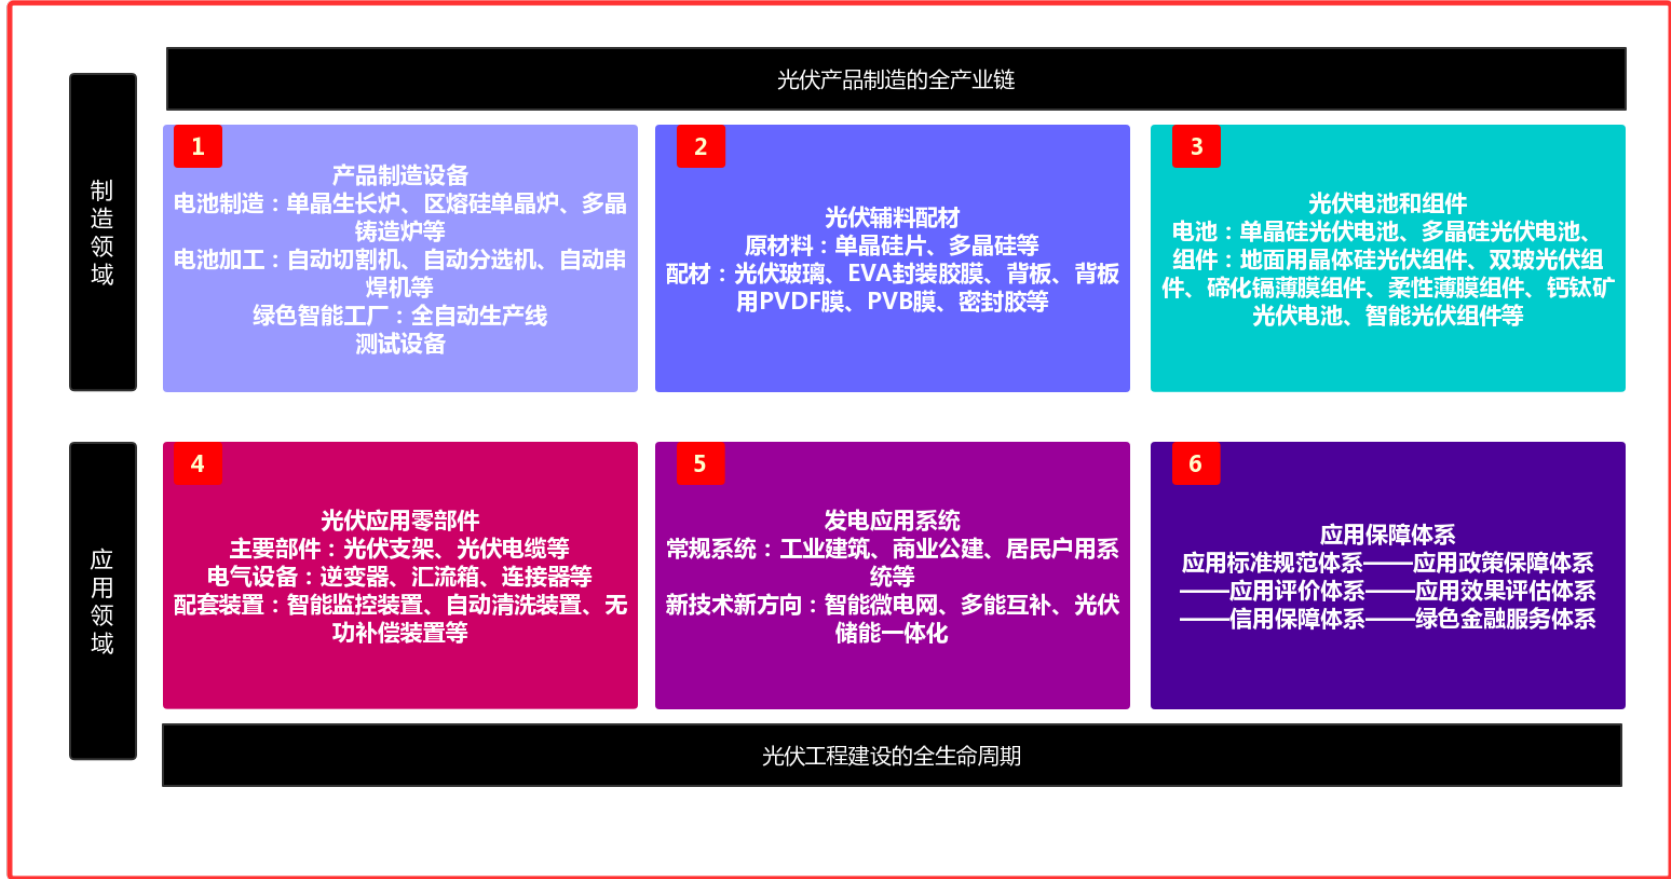 光伏产品制造的全产业链
制
造
领
域
1
产品制造设备
电池制造：单晶生长炉、区熔硅单晶炉、多晶
铸造炉等
电池加工：自动切割机、自动分选机、自动串
焊机等
绿色智能工厂：全自动生产线
测试设备
2
光伏辅料配材
原材料：单晶硅片、多晶硅等
配材：光伏玻璃、EVA封装胶膜、背板、背板
用PVDF膜、PVB膜、密封胶等
3
光伏电池和组件
电池：单晶硅光伏电池、多晶硅光伏电池、
组件：地面用晶体硅光伏组件、双玻光伏组
件、碲化镉薄膜组件、柔性薄膜组件、钙钛矿
光伏电池、智能光伏组件等
应
用
领
域
4
光伏应用零部件
主要部件：光伏支架、光伏电缆等
电气设备：逆变器、汇流箱、连接器等
配套装置：智能监控装置、自动清洗装置、无
功补偿装置等
5
发电应用系统
常规系统：工业建筑、商业公建、居民户用系
统等
新技术新方向：智能微电网、多能互补、光伏
储能一体化
6
应用保障体系
应用标准规范体系——应用政策保障体系
——应用评价体系——应用效果评估体系
——信用保障体系——绿色金融服务体系
光伏工程建设的全生命周期